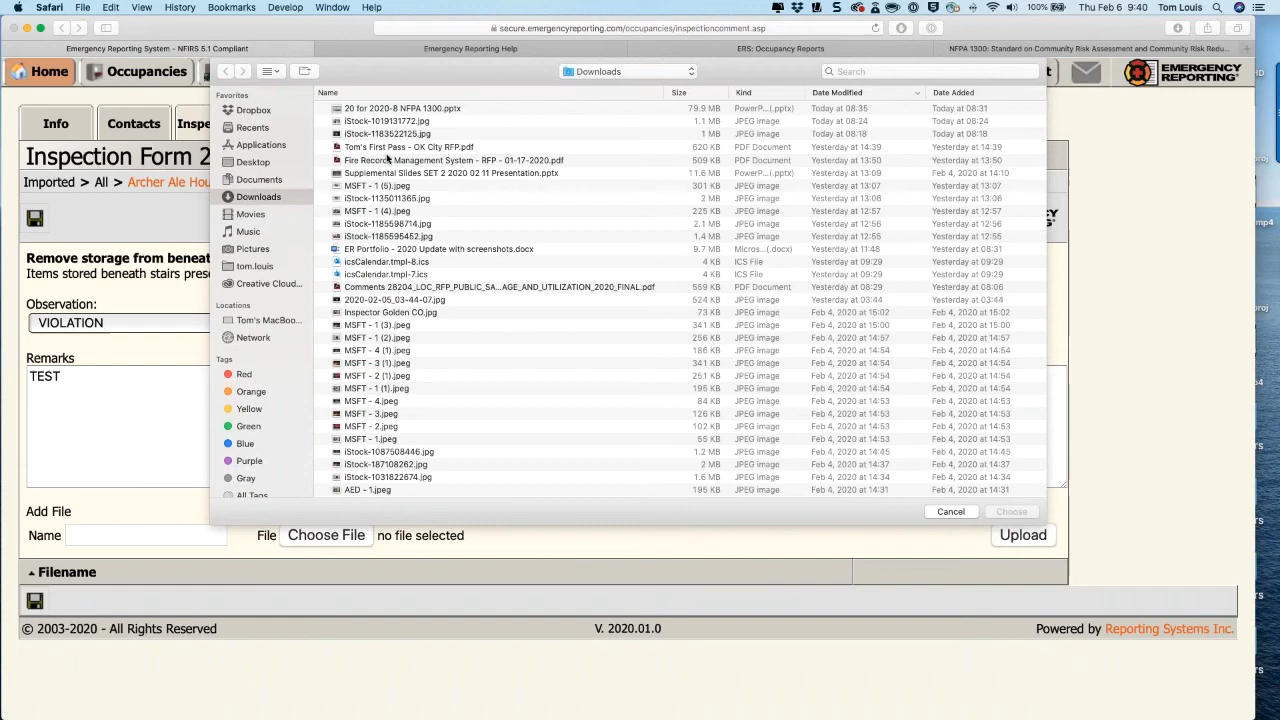 Safari File Edit View History Bookmarks Develop Window Help 100% Thu Feb 6 9:40 Tom Louis
secure.emergencyreporting.com/occupancies/inspectioncomment.asp
Emergency Reporting System - NFIRS 5.1 Compliant Emergency Reporting Help ERS: Occupancy Reports NFPA 1300: Standard on Community Risk Assessment and Community Risk Redu...
Home Occupancies Downloads Search EMERGENCY REPORTING
Favorites Name Size Kind Date Modified Date Added
Dropbox
Recents
Applications
Desktop
Documents
Downloads
Movies
Music
Pictures
tom.louis
Creative Cloud...
Locations
Tom's MacBoo...
Network
Tags
Red
Orange
Yellow
Green
Blue
Purple
Gray
All Tags
20 for 2020-8 NFPA 1300.pptx 79.9 MB PowerP...(.pptx) Today at 08:35 Today at 08:31
iStock-1019131772.jpg 1.1 MB JPEG image Today at 08:24 Today at 08:24
iStock-1183522125.jpg 1 MB JPEG image Today at 08:18 Today at 08:18
Tom's First Pass - OK City RFP.pdf 620 KB PDF Document Yesterday at 14:39 Yesterday at 14:39
Fire Records Management System - RFP - 01-17-2020.pdf 509 KB PDF Document Yesterday at 13:50 Yesterday at 13:50
Supplemental Slides SET 2 2020 02 11 Presentation.pptx 11.6 MB PowerP...(.pptx) Yesterday at 13:09 Feb 4, 2020 at 14:10
MSFT - 1 (5).jpeg 301 KB JPEG image Yesterday at 13:07 Yesterday at 13:07
iStock-1135011365.jpg 2 MB JPEG image Yesterday at 13:06 Yesterday at 13:06
MSFT - 1 (4).jpeg 225 KB JPEG image Yesterday at 12:57 Yesterday at 12:57
iStock-1185598714.jpg 2.1 MB JPEG image Yesterday at 12:56 Yesterday at 12:56
iStock-1185595462.jpg 1.4 MB JPEG image Yesterday at 12:55 Yesterday at 12:55
ER Portfolio - 2020 Update with screenshots.docx 9.7 MB Micros...(.docx) Yesterday at 11:48 Yesterday at 08:31
icsCalendar.tmpl-8.ics 4 KB ICS File Yesterday at 09:29 Yesterday at 09:29
icsCalendar.tmpl-7.ics 4 KB ICS File Yesterday at 09:29 Yesterday at 09:29
Comments 28204_LOC_RFP_PUBLIC_SA...AGE_AND_UTILIZATION_2020_FINAL.pdf 559 KB PDF Document Yesterday at 08:29 Yesterday at 08:06
2020-02-05_03-44-07.jpg 524 KB JPEG image Yesterday at 03:44 Yesterday at 03:44
Inspector Golden CO.jpg 73 KB JPEG image Feb 4, 2020 at 15:02 Feb 4, 2020 at 15:02
MSFT - 1 (3).jpeg 341 KB JPEG image Feb 4, 2020 at 15:00 Feb 4, 2020 at 15:00
MSFT - 1 (2).jpeg 256 KB JPEG image Feb 4, 2020 at 14:57 Feb 4, 2020 at 14:57
MSFT - 4 (1).jpeg 186 KB JPEG image Feb 4, 2020 at 14:54 Feb 4, 2020 at 14:54
MSFT - 3 (1).jpeg 341 KB JPEG image Feb 4, 2020 at 14:54 Feb 4, 2020 at 14:54
MSFT - 2 (1).jpeg 251 KB JPEG image Feb 4, 2020 at 14:54 Feb 4, 2020 at 14:54
MSFT - 1 (1).jpeg 195 KB JPEG image Feb 4, 2020 at 14:54 Feb 4, 2020 at 14:54
MSFT - 4.jpeg 84 KB JPEG image Feb 4, 2020 at 14:53 Feb 4, 2020 at 14:53
MSFT - 3.jpeg 126 KB JPEG image Feb 4, 2020 at 14:53 Feb 4, 2020 at 14:53
MSFT - 2.jpeg 102 KB JPEG image Feb 4, 2020 at 14:53 Feb 4, 2020 at 14:53
MSFT - 1.jpeg 55 KB JPEG image Feb 4, 2020 at 14:53 Feb 4, 2020 at 14:53
iStock-1087508446.jpg 1.2 MB JPEG image Feb 4, 2020 at 14:45 Feb 4, 2020 at 14:45
iStock-187108262.jpg 2 MB JPEG image Feb 4, 2020 at 14:37 Feb 4, 2020 at 14:37
iStock-1031822674.jpg 1.6 MB JPEG image Feb 4, 2020 at 14:34 Feb 4, 2020 at 14:34
AED - 1.jpeg 195 KB JPEG image Feb 4, 2020 at 14:31 Feb 4, 2020 at 14:31
Cancel Choose
Info Contacts Inspe
Inspection Form 2
Imported > All > Archer Ale Hou
Remove storage from beneat
Items stored beneath stairs prese
Observation:
VIOLATION
Remarks
TEST
Add File
Name File Choose File no file selected Upload
Filename
© 2003-2020 - All Rights Reserved V. 2020.01.0 Powered by Reporting Systems Inc.